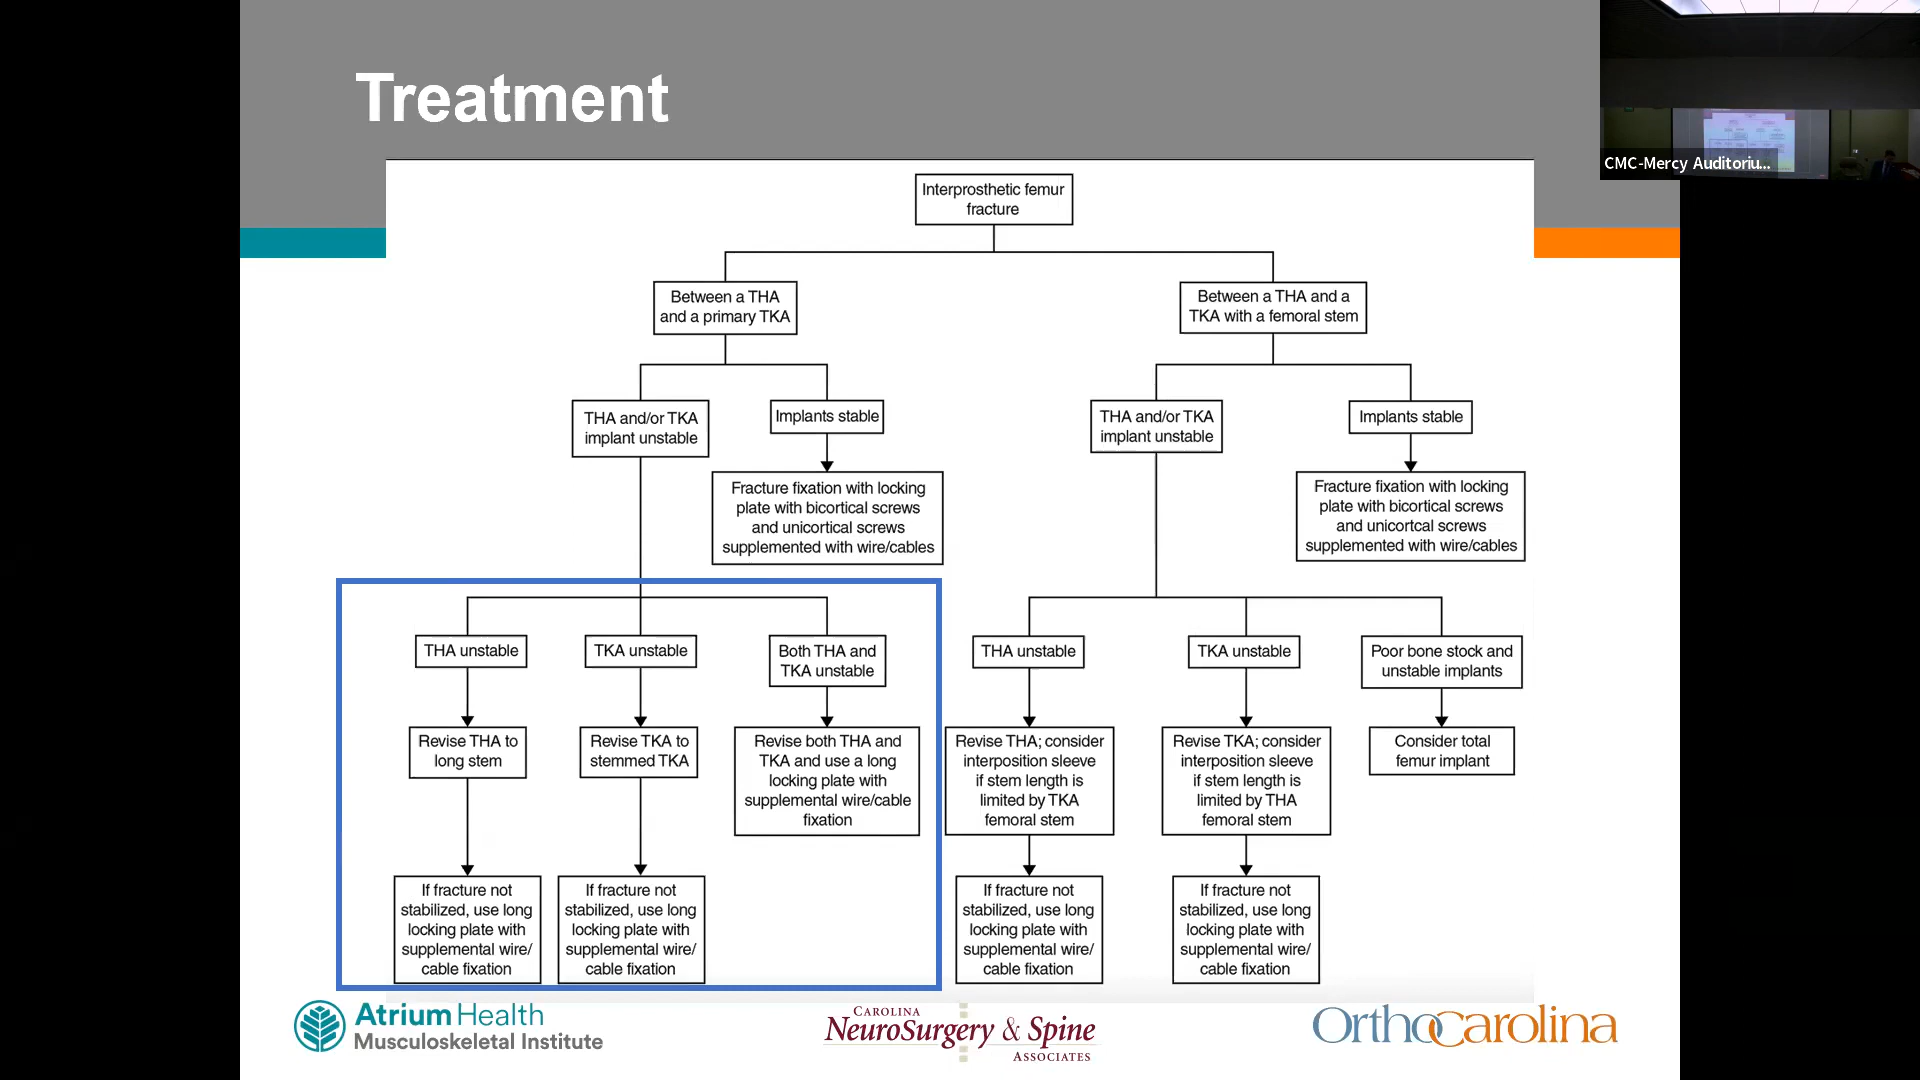 Treatment
CMC-Mercy Auditoriu...
Interprosthetic femur
fracture
Between a THA
and a primary TKA
Between a THA and a
TKA with a femoral stem
THA and/or TKA
implant unstable
Implants stable
THA and/or TKA
implant unstable
Implants stable
Fracture fixation with locking
plate with bicortical screws
and unicortical screws
supplemented with wire/cables
Fracture fixation with locking
plate with bicortical screws
and unicortcal screws
supplemented with wire/cables
THA unstable
TKA unstable
Both THA and
TKA unstable
THA unstable
TKA unstable
Poor bone stock and
unstable implants
Revise THA to
long stem
Revise TKA to
stemmed TKA
Revise both THA and
TKA and use a long
locking plate with
supplemental wire/cable
fixation
Revise THA; consider
interposition sleeve
if stem length is
limited by TKA
femoral stem
Revise TKA; consider
interposition sleeve
if stem length is
limited by THA
femoral stem
Consider total
femur implant
If fracture not
stabilized, use long
locking plate with
supplemental wire/
cable fixation
If fracture not
stabilized, use long
locking plate with
supplemental wire/
cable fixation
If fracture not
stabilized, use long
locking plate with
supplemental wire/
cable fixation
If fracture not
stabilized, use long
locking plate with
supplemental wire/
cable fixation
Atrium Health
Musculoskeletal Institute
CAROLINA
NEUROSURGERY & SPINE
ASSOCIATES
OrthoCarolina